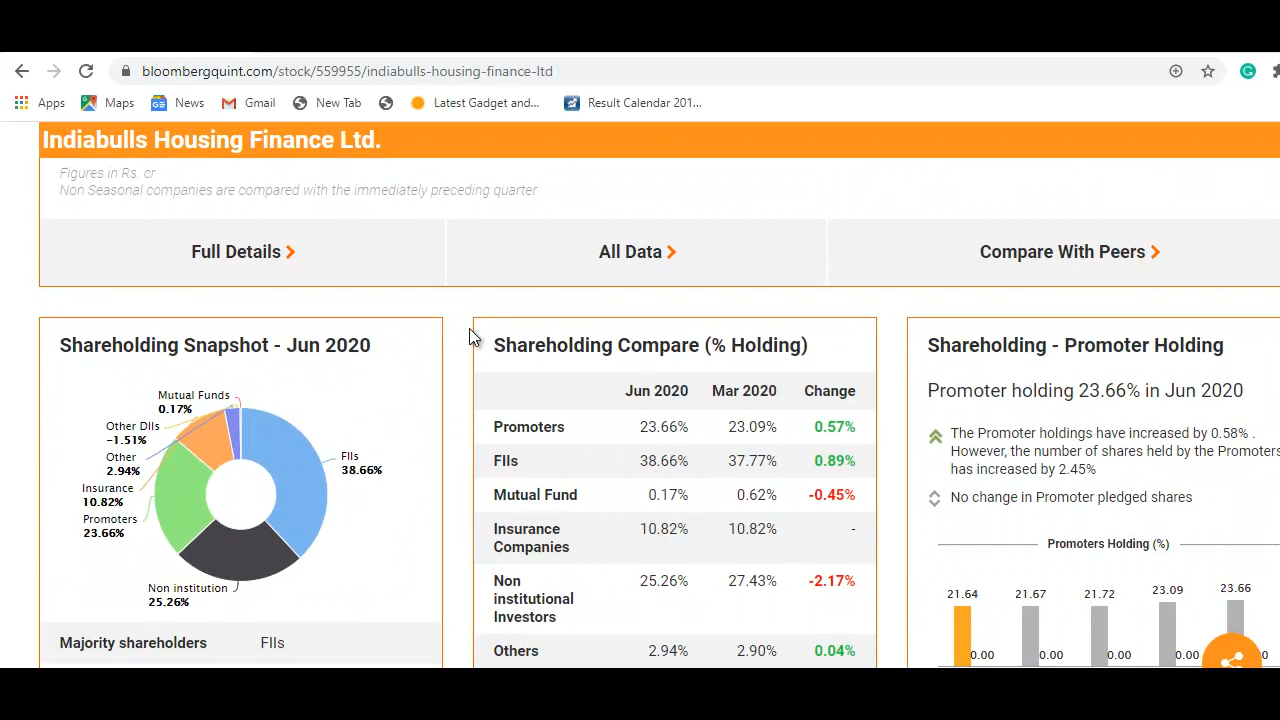 bloombergquint.com/stock/559955/indiabulls-housing-finance-ltd
Apps Maps News Gmail New Tab Latest Gadget and... Result Calendar 201...
Indiabulls Housing Finance Ltd.
Figures in Rs. cr
Non Seasonal companies are compared with the immediately preceding quarter
Full Details All Data Compare With Peers
Shareholding Snapshot - Jun 2020
Mutual Funds
0.17%
Other DIIs
-1.51%
Other
2.94%
Insurance
10.82%
Promoters
23.66%
FIIs
38.66%
Non institution
25.26%
Majority shareholders FIIs
Shareholding Compare (% Holding)
Jun 2020 Mar 2020 Change
Promoters 23.66% 23.09% 0.57%
FIIs 38.66% 37.77% 0.89%
Mutual Fund 0.17% 0.62% -0.45%
Insurance 10.82% 10.82% -
Companies
Non 25.26% 27.43% -2.17%
institutional
Investors
Others 2.94% 2.90% 0.04%
Shareholding - Promoter Holding
Promoter holding 23.66% in Jun 2020
The Promoter holdings have increased by 0.58% .
However, the number of shares held by the Promoters
has increased by 2.45%
No change in Promoter pledged shares
Promoters Holding (%)
21.64 21.67 21.72 23.09 23.66
0.00 0.00 0.00 0.00 0